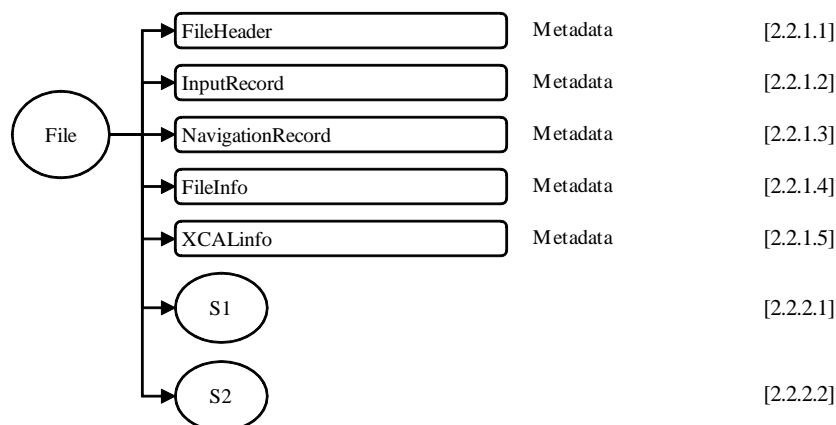 FileHeader Metadata [2.2.1.1]
InputRecord Metadata [2.2.1.2]
File NavigationRecord Metadata [2.2.1.3]
FileInfo Metadata [2.2.1.4]
XCALinfo Metadata [2.2.1.5]
S1 [2.2.2.1]
S2 [2.2.2.2]